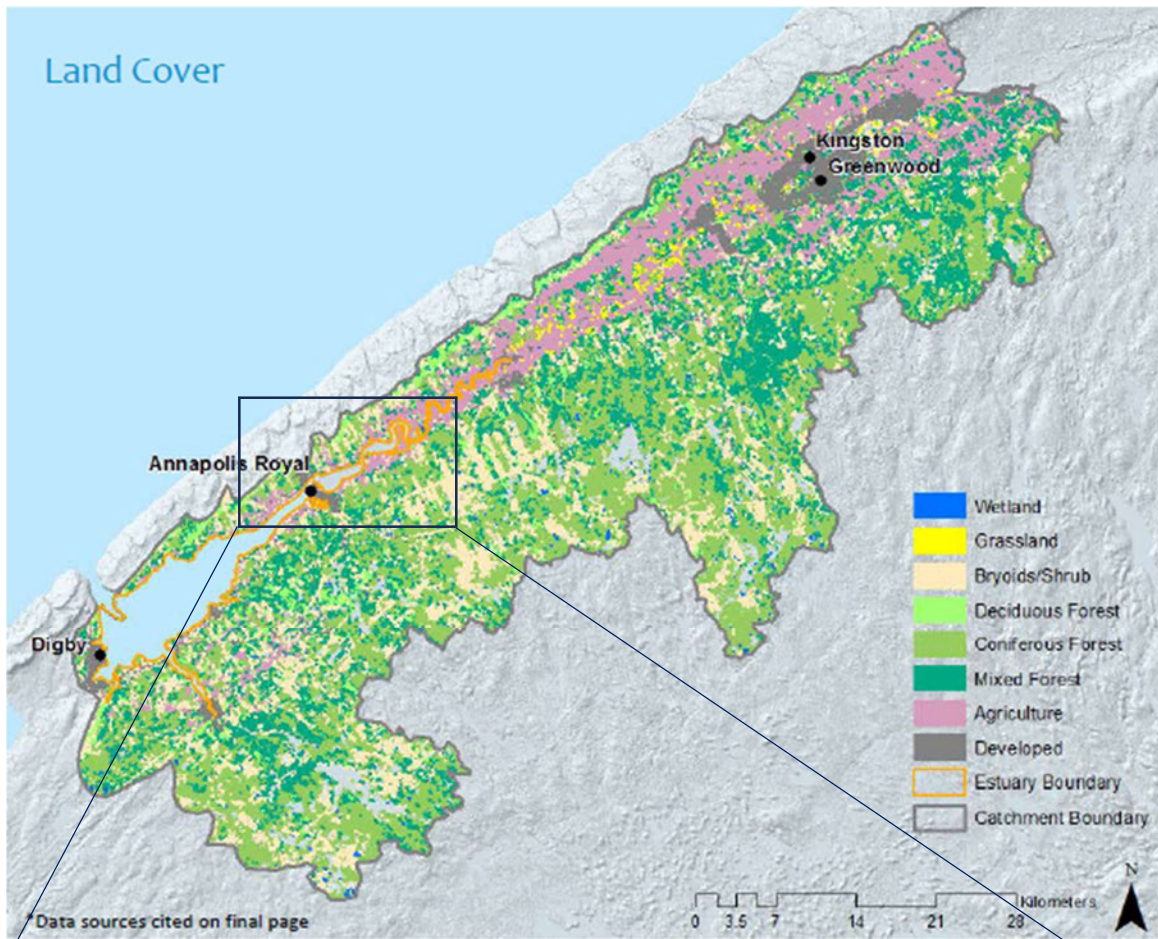 Land Cover
Kingston
Greenwood
Annapolis Royal
Digby
Wetland
Grassland
Bryoids/Shrub
Deciduous Forest
Coniferous Forest
Mixed Forest
Agriculture
Developed
Estuary Boundary
Catchment Boundary
N
Kilometers
0 3.5 7 14 21 28
*Data sources cited on final page